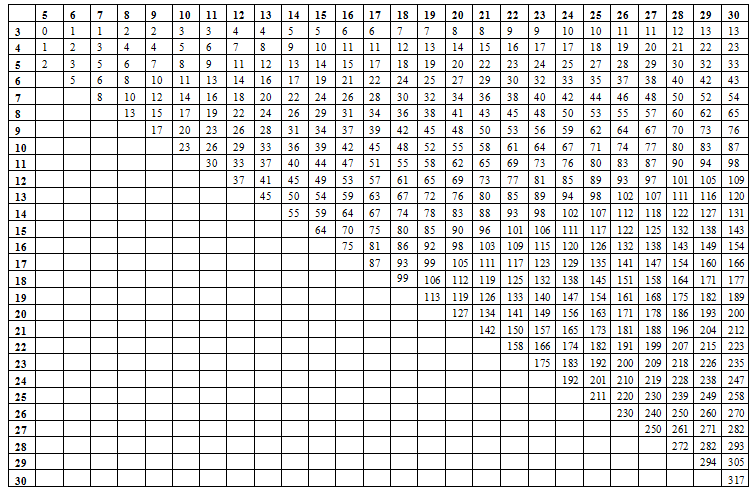 5 6 7 8 9 10 11 12 13 14 15 16 17 18 19 20 21 22 23 24 25 26 27 28 29 30
3 0 1 1 2 2 3 3 4 4 5 5 6 6 7 7 8 8 9 9 10 10 11 11 12 13 13
4 1 2 3 4 4 5 6 7 8 9 10 11 11 12 13 14 15 16 17 17 18 19 20 21 22 23
5 2 3 5 6 7 8 9 11 12 13 14 15 17 18 19 20 22 23 24 25 27 28 29 30 32 33
6 5 6 8 10 11 13 14 16 17 19 21 22 24 25 27 29 30 32 33 35 37 38 40 42 43
7 8 10 12 14 16 18 20 22 24 26 28 30 32 34 36 38 40 42 44 46 48 50 52 54
8 13 15 17 19 22 24 26 29 31 34 36 38 41 43 45 48 50 53 55 57 60 62 65
9 17 20 23 26 28 31 34 37 39 42 45 48 50 53 56 59 62 64 67 70 73 76
10 23 26 29 33 36 39 42 45 48 52 55 58 61 64 67 71 74 77 80 83 87
11 30 33 37 40 44 47 51 55 58 62 65 69 73 76 80 83 87 90 94 98
12 37 41 45 49 53 57 61 65 69 73 77 81 85 89 93 97 101 105 109
13 45 50 54 59 63 67 72 76 80 85 89 94 98 102 107 111 116 120
14 55 59 64 67 74 78 83 88 93 98 102 107 112 118 122 127 131
15 64 70 75 80 85 90 96 101 106 111 117 122 125 132 138 143
16 75 81 86 92 98 103 109 115 120 126 132 138 143 149 154
17 87 93 99 105 111 117 123 129 135 141 147 154 160 166
18 99 106 112 119 125 132 138 145 151 158 164 171 177
19 113 119 126 133 140 147 154 161 168 175 182 189
20 127 134 141 149 156 163 171 178 186 193 200
21 142 150 157 165 173 181 188 196 204 212
22 158 166 174 182 191 199 207 215 223
23 175 183 192 200 209 218 226 235
24 192 201 210 219 228 238 247
25 211 220 230 239 249 258
26 230 240 250 260 270
27 250 261 271 282
28 272 282 293
29 294 305
30 317